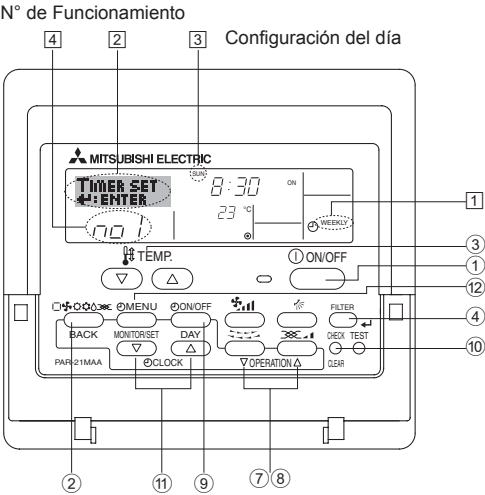 N° de Funcionamiento
4 2 3 Configuración del día
MITSUBISHI ELECTRIC
TIMER SET
↵:ENTER
SUN
8:30
ON
23 °C
WEEKLY
1
no 1
TEMP.
ON/OFF
3
1
12
MENU
ON/OFF
FILTER
BACK
MONITOR/SET
DAY
CHECK
TEST
4
10
PAR-21MAA
CLOCK
OPERATION
CLEAR
2 11 9 7 8